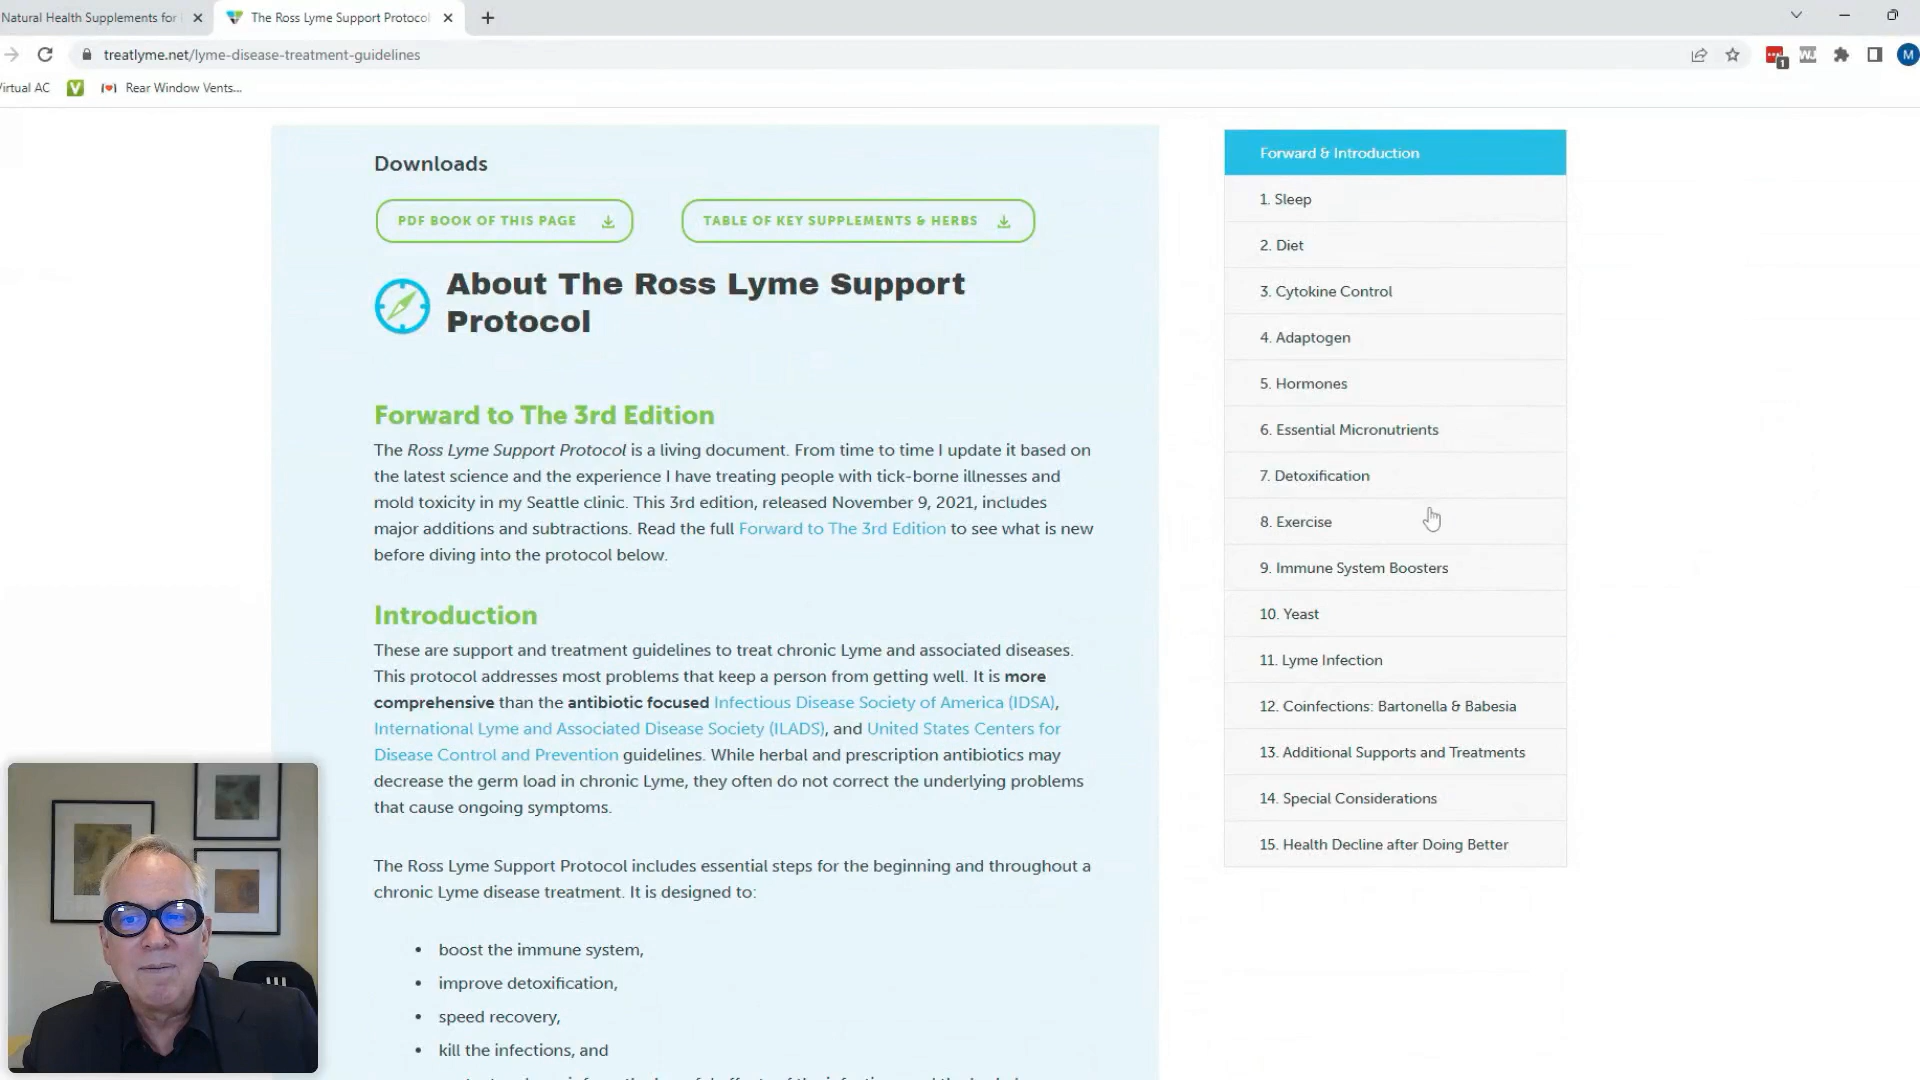 Natural Health Supplements for
The Ross Lyme Support Protocol
treatlyme.net/lyme-disease-treatment-guidelines
1
M
Virtual AC
V
Rear Window Vents...
Downloads
PDF BOOK OF THIS PAGE
TABLE OF KEY SUPPLEMENTS & HERBS
About The Ross Lyme Support
Protocol
Forward to The 3rd Edition
The Ross Lyme Support Protocol is a living document. From time to time I update it based on
the latest science and the experience I have treating people with tick-borne illnesses and
mold toxicity in my Seattle clinic. This 3rd edition, released November 9, 2021, includes
major additions and subtractions. Read the full Forward to The 3rd Edition to see what is new
before diving into the protocol below.
Introduction
These are support and treatment guidelines to treat chronic Lyme and associated diseases.
This protocol addresses most problems that keep a person from getting well. It is more
comprehensive than the antibiotic focused Infectious Disease Society of America (IDSA),
International Lyme and Associated Disease Society (ILADS), and United States Centers for
Disease Control and Prevention guidelines. While herbal and prescription antibiotics may
decrease the germ load in chronic Lyme, they often do not correct the underlying problems
that cause ongoing symptoms.
The Ross Lyme Support Protocol includes essential steps for the beginning and throughout a
chronic Lyme disease treatment. It is designed to:
• boost the immune system,
• improve detoxification,
• speed recovery,
• kill the infections, and
Forward & Introduction
1. Sleep
2. Diet
3. Cytokine Control
4. Adaptogen
5. Hormones
6. Essential Micronutrients
7. Detoxification
8. Exercise
9. Immune System Boosters
10. Yeast
11. Lyme Infection
12. Coinfections: Bartonella & Babesia
13. Additional Supports and Treatments
14. Special Considerations
15. Health Decline after Doing Better